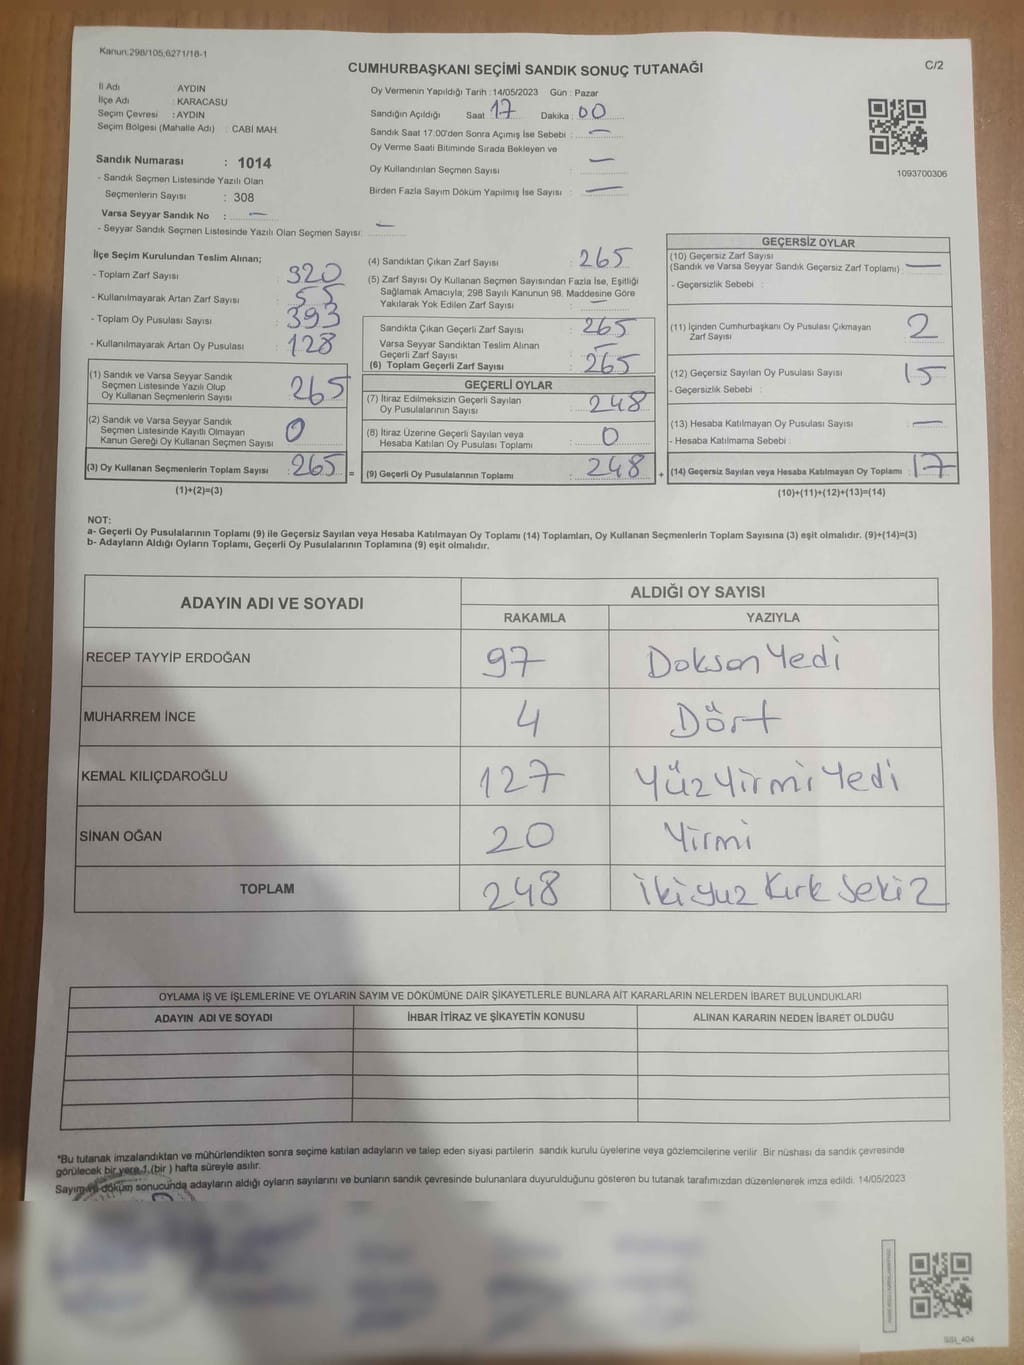 Kanun,298/105,6271/18-1
C/2
CUMHURBAŞKANI SEÇİMİ SANDIK SONUÇ TUTANAĞI
İl Adı AYDIN
İlçe Adı : KARACASU
Seçim Çevresi : AYDIN
Seçim Bölgesi (Mahalle Adı) : CABİ MAH.
Sandık Numarası : 1014
- Sandık Seçmen Listesinde Yazılı Olan
Seçmenlerin Sayısı : 308
Varsa Seyyar Sandık No : —
- Seyyar Sandık Seçmen Listesinde Yazılı Olan Seçmen Sayısı: —
Oy Vermenin Yapıldığı Tarih : 14/05/2023 Gün : Pazar
Sandığın Açıldığı Saat 17 Dakika : 00
Sandık Saat 17:00'den Sonra Açımış İse Sebebi : —
Oy Verme Saati Bitiminde Sırada Bekleyen ve
Oy Kullandırılan Seçmen Sayısı : —
Birden Fazla Sayım Döküm Yapılmış İse Sayısı : —
1093700306
İlçe Seçim Kurulundan Teslim Alınan;
- Toplam Zarf Sayısı : 320
- Kullanılmayarak Artan Zarf Sayısı : 55
- Toplam Oy Pusulası Sayısı : 393
- Kullanılmayarak Artan Oy Pusulası : 128
(1) Sandık ve Varsa Seyyar Sandık
Seçmen Listesinde Yazılı Olup
Oy Kullanan Seçmenlerin Sayısı : 265
(2) Sandık ve Varsa Seyyar Sandık
Seçmen Listesinde Kayıtlı Olmayan
Kanun Gereği Oy Kullanan Seçmen Sayısı : 0
(3) Oy Kullanan Seçmenlerin Toplam Sayısı : 265 =
(1)+(2)=(3)
(4) Sandıktan Çıkan Zarf Sayısı : 265
(5) Zarf Sayısı Oy Kullanan Seçmen Sayısından Fazla İse, Eşitliği
Sağlamak Amacıyla; 298 Sayılı Kanunun 98. Maddesine Göre
Yakılarak Yok Edilen Zarf Sayısı : —
Sandıkta Çıkan Geçerli Zarf Sayısı : 265
Varsa Seyyar Sandıktan Teslim Alınan
Geçerli Zarf Sayısı : —
(6) Toplam Geçerli Zarf Sayısı : 265
GEÇERLİ OYLAR
(7) İtiraz Edilmeksizin Geçerli Sayılan
Oy Pusulalarının Sayısı : 248
(8) İtiraz Üzerine Geçerli Sayılan veya
Hesaba Katılan Oy Pusulası Toplamı : 0
(9) Geçerli Oy Pusulalarının Toplamı : 248 +
GEÇERSİZ OYLAR
(10) Geçersiz Zarf Sayısı
(Sandık ve Varsa Seyyar Sandık Geçersiz Zarf Toplamı) : —
- Geçersizlik Sebebi :
(11) İçinden Cumhurbaşkanı Oy Pusulası Çıkmayan
Zarf Sayısı : 2
(12) Geçersiz Sayılan Oy Pusulası Sayısı : 15
- Geçersizlik Sebebi :
(13) Hesaba Katılmayan Oy Pusulası Sayısı : —
- Hesaba Katılmama Sebebi :
(14) Geçersiz Sayılan veya Hesaba Katılmayan Oy Toplamı : 17
(10)+(11)+(12)+(13)=(14)
NOT:
a- Geçerli Oy Pusulalarının Toplamı (9) ile Geçersiz Sayılan veya Hesaba Katılmayan Oy Toplamı (14) Toplamları, Oy Kullanan Seçmenlerin Toplam Sayısına (3) eşit olmalıdır. (9)+(14)=(3)
b- Adayların Aldığı Oyların Toplamı, Geçerli Oy Pusulalarının Toplamına (9) eşit olmalıdır.
ADAYIN ADI VE SOYADI
ALDIĞI OY SAYISI
RAKAMLA YAZIYLA
RECEP TAYYİP ERDOĞAN 97 Doksan Yedi
MUHARREM İNCE 4 Dört
KEMAL KILIÇDAROĞLU 127 Yüz Yirmi Yedi
SİNAN OĞAN 20 Yirmi
TOPLAM 248 İki yuz Kırk Sekiz
OYLAMA İŞ VE İŞLEMLERİNE VE OYLARIN SAYIM VE DÖKÜMÜNE DAİR ŞİKAYETLERLE BUNLARA AİT KARARLARIN NELERDEN İBARET BULUNDUKLARI
ADAYIN ADI VE SOYADI İHBAR İTİRAZ VE ŞİKAYETİN KONUSU ALINAN KARARIN NEDEN İBARET OLDUĞU
*Bu tutanak imzalandıktan ve mühürlendikten sonra seçime katılan adayların ve talep eden siyasi partilerin sandık kurulu üyelerine veya gözlemcilerine verilir .Bir nüshası da sandık çevresinde
görülecek bir yere 1 (bir ) hafta süreyle asılır.
Sayım ve döküm sonucunda adayların aldığı oyların sayılarını ve bunların sandık çevresinde bulunanlara duyurulduğunu gösteren bu tutanak tarafımızdan düzenlenerek imza edildi. 14/05/2023
SSI_404